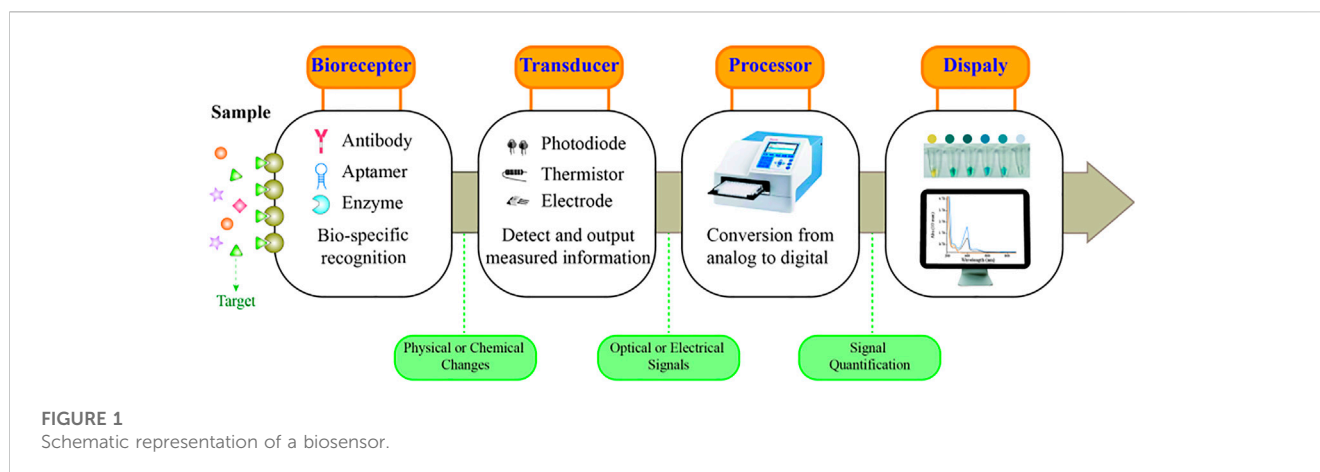 Biorecepter
Transducer
Processor
Dispaly
Sample
Antibody
Aptamer
Enzyme
Bio-specific
recognition
Target
Photodiode
Thermistor
Electrode
Detect and output
measured information
Conversion from
analog to digital
Wavelength (nm)
Physical or Chemical
Changes
Optical or Electrical
Signals
Signal
Quantification
FIGURE 1
Schematic representation of a biosensor.